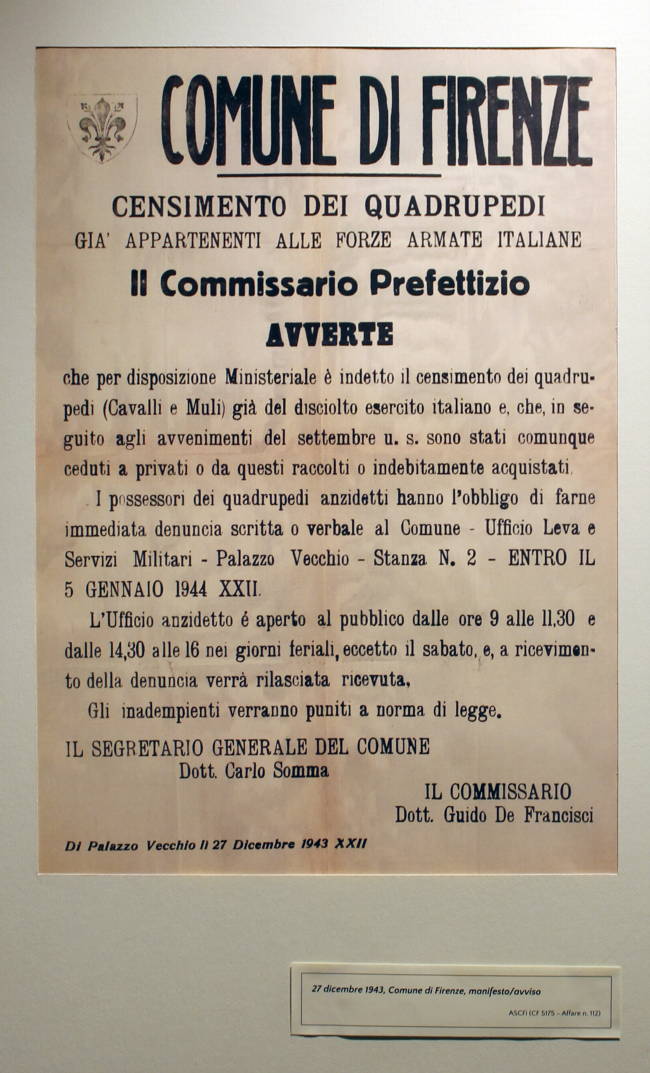 COMUNE DI FIRENZE
CENSIMENTO DEI QUADRUPEDI
GIA' APPARTENENTI ALLE FORZE ARMATE ITALIANE
Il Commissario Prefettizio
AVVERTE
che per disposizione Ministeriale è indetto il censimento dei quadru-
pedi (Cavalli e Muli) già del disciolto esercito italiano e, che, in se-
guito agli avvenimenti del settembre u. s. sono stati comunque
ceduti a privati o da questi raccolti o indebitamente acquistati.
I possessori dei quadrupedi anzidetti hanno l'obbligo di farne
immediata denuncia scritta o verbale al Comune - Ufficio Leva e
Servizi Militari - Palazzo Vecchio - Stanza N. 2 - ENTRO IL
5 GENNAIO 1944 XXII.
L'Ufficio anzidetto é aperto al pubblico dalle ore 9 alle 11,30 e
dalle 14,30 alle 16 nei giorni feriali, eccetto il sabato, e, a ricevimen-
to della denuncia verrà rilasciata ricevuta.
Gli inadempienti verranno puniti a norma di legge.
IL SEGRETARIO GENERALE DEL COMUNE
Dott. Carlo Somma
IL COMMISSARIO
Dott. Guido De Francisci
Di Palazzo Vecchio lì 27 Dicembre 1943 XXII
27 dicembre 1943, Comune di Firenze, manifesto/avviso
ASCFI (CF 5175 - Affare n. 112)